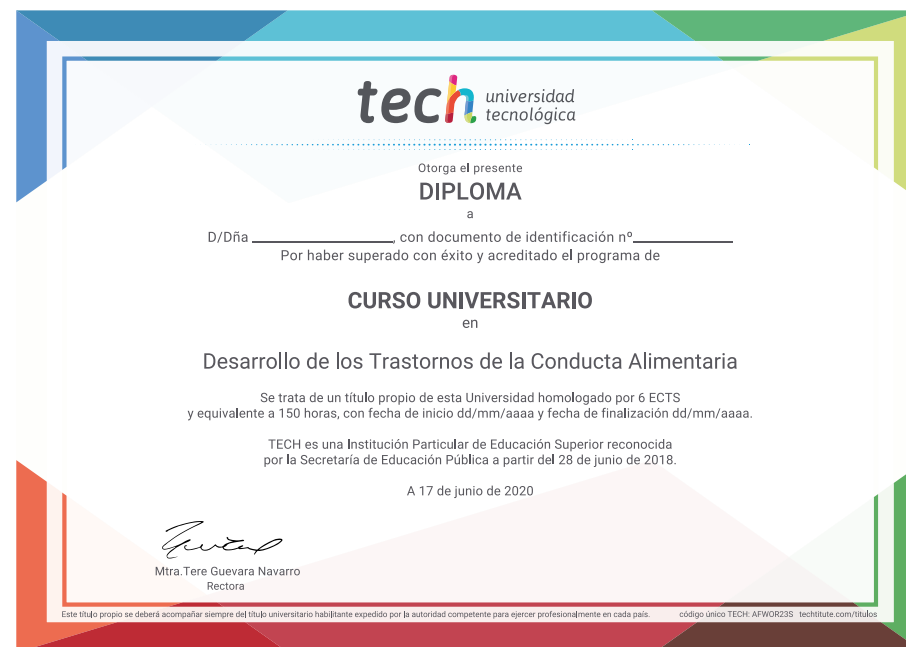 tech universidad
tecnológica
Otorga el presente
DIPLOMA
a
D/Dña ____________________, con documento de identificación nº______________
Por haber superado con éxito y acreditado el programa de
CURSO UNIVERSITARIO
en
Desarrollo de los Trastornos de la Conducta Alimentaria
Se trata de un título propio de esta Universidad homologado por 6 ECTS
y equivalente a 150 horas, con fecha de inicio dd/mm/aaaa y fecha de finalización dd/mm/aaaa.
TECH es una Institución Particular de Educación Superior reconocida
por la Secretaría de Educación Pública a partir del 28 de junio de 2018.
A 17 de junio de 2020
Mtra.Tere Guevara Navarro
Rectora
Este título propio se deberá acompañar siempre del título universitario habilitante expedido por la autoridad competente para ejercer profesionalmente en cada país. código único TECH: AFWOR23S techtitute.com/titulos